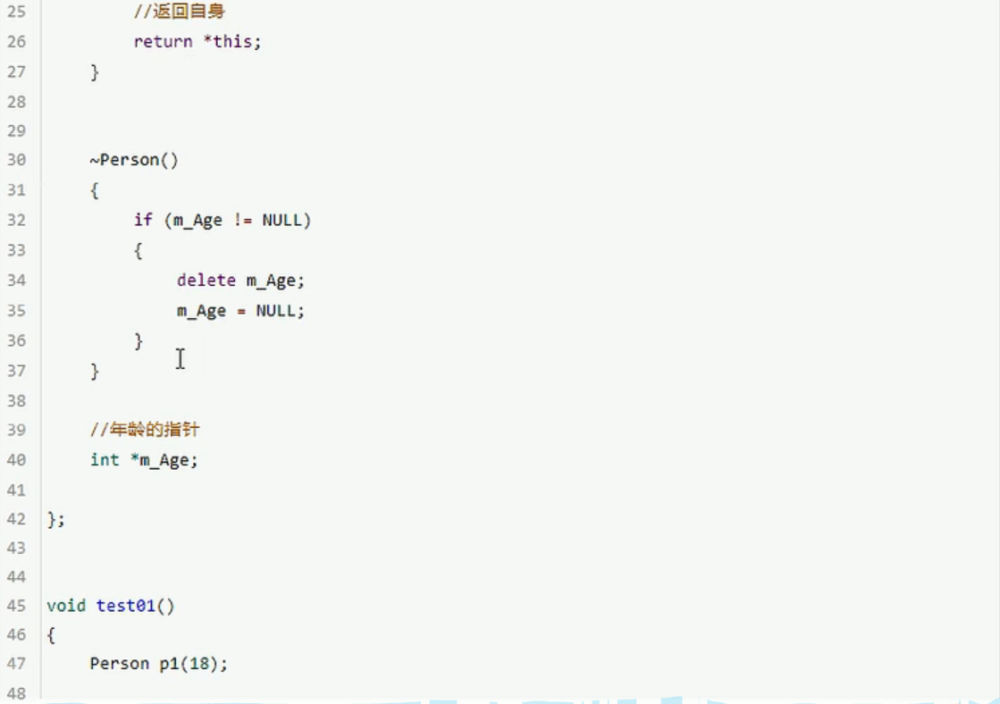 25 //返回自身
26 return *this;
27 }
28
29
30 ~Person()
31 {
32 if (m_Age != NULL)
33 {
34 delete m_Age;
35 m_Age = NULL;
36 }
37 }
38
39 //年龄的指针
40 int *m_Age;
41
42 };
43
44
45 void test01()
46 {
47 Person p1(18);
48